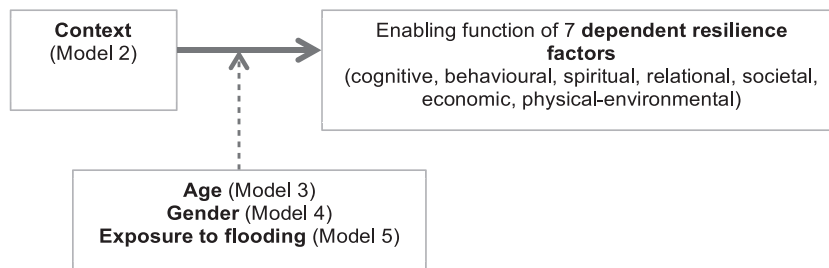 Context
(Model 2)
Enabling function of 7 dependent resilience
factors
(cognitive, behavioural, spiritual, relational, societal,
economic, physical-environmental)
Age (Model 3)
Gender (Model 4)
Exposure to flooding (Model 5)